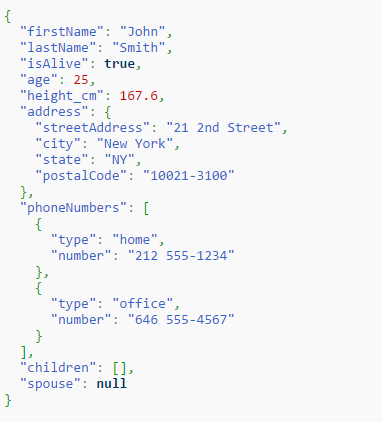 {
  "firstName": "John",
  "lastName": "Smith",
  "isAlive": true,
  "age": 25,
  "height_cm": 167.6,
  "address": {
    "streetAddress": "21 2nd Street",
    "city": "New York",
    "state": "NY",
    "postalCode": "10021-3100"
  },
  "phoneNumbers": [
    {
      "type": "home",
      "number": "212 555-1234"
    },
    {
      "type": "office",
      "number": "646 555-4567"
    }
  ],
  "children": [],
  "spouse": null
}